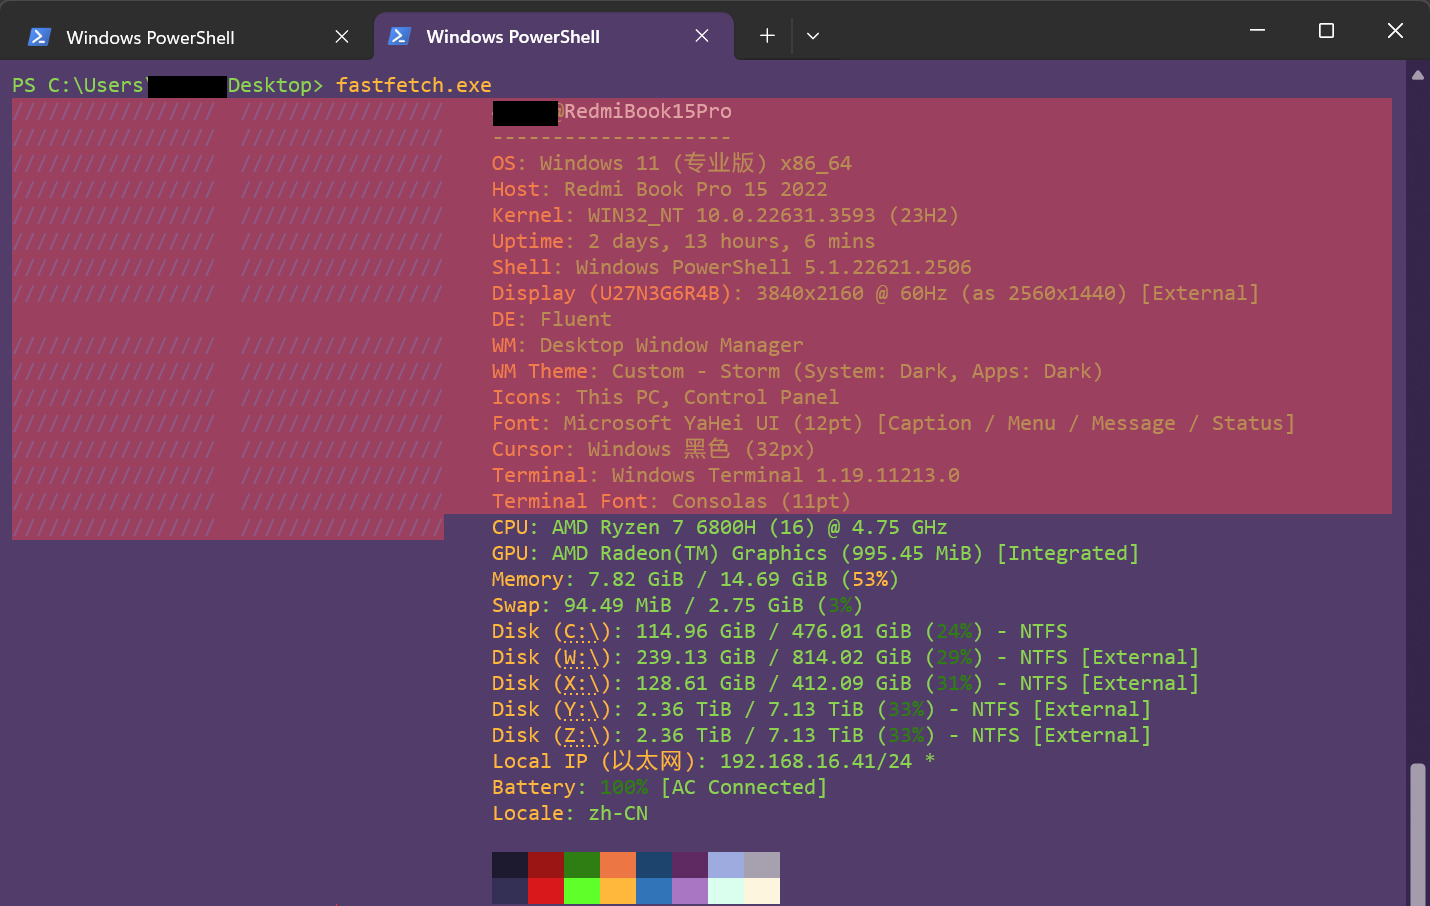 Windows PowerShell
Windows PowerShell
PS C:\Users\ Desktop> fastfetch.exe
//////////////// ///////////////// @RedmiBook15Pro
//////////////// ///////////////// --------------------
//////////////// ///////////////// OS: Windows 11 (专业版) x86_64
//////////////// ///////////////// Host: Redmi Book Pro 15 2022
//////////////// ///////////////// Kernel: WIN32_NT 10.0.22631.3593 (23H2)
//////////////// ///////////////// Uptime: 2 days, 13 hours, 6 mins
//////////////// ///////////////// Shell: Windows PowerShell 5.1.22621.2506
//////////////// ///////////////// Display (U27N3G6R4B): 3840x2160 @ 60Hz (as 2560x1440) [External]
DE: Fluent
//////////////// ///////////////// WM: Desktop Window Manager
//////////////// ///////////////// WM Theme: Custom - Storm (System: Dark, Apps: Dark)
//////////////// ///////////////// Icons: This PC, Control Panel
//////////////// ///////////////// Font: Microsoft YaHei UI (12pt) [Caption / Menu / Message / Status]
//////////////// ///////////////// Cursor: Windows 黑色 (32px)
//////////////// ///////////////// Terminal: Windows Terminal 1.19.11213.0
//////////////// ///////////////// Terminal Font: Consolas (11pt)
//////////////// ///////////////// CPU: AMD Ryzen 7 6800H (16) @ 4.75 GHz
GPU: AMD Radeon(TM) Graphics (995.45 MiB) [Integrated]
Memory: 7.82 GiB / 14.69 GiB (53%)
Swap: 94.49 MiB / 2.75 GiB (3%)
Disk (C:\): 114.96 GiB / 476.01 GiB (24%) - NTFS
Disk (W:\): 239.13 GiB / 814.02 GiB (29%) - NTFS [External]
Disk (X:\): 128.61 GiB / 412.09 GiB (31%) - NTFS [External]
Disk (Y:\): 2.36 TiB / 7.13 TiB (33%) - NTFS [External]
Disk (Z:\): 2.36 TiB / 7.13 TiB (33%) - NTFS [External]
Local IP (以太网): 192.168.16.41/24 *
Battery: 100% [AC Connected]
Locale: zh-CN